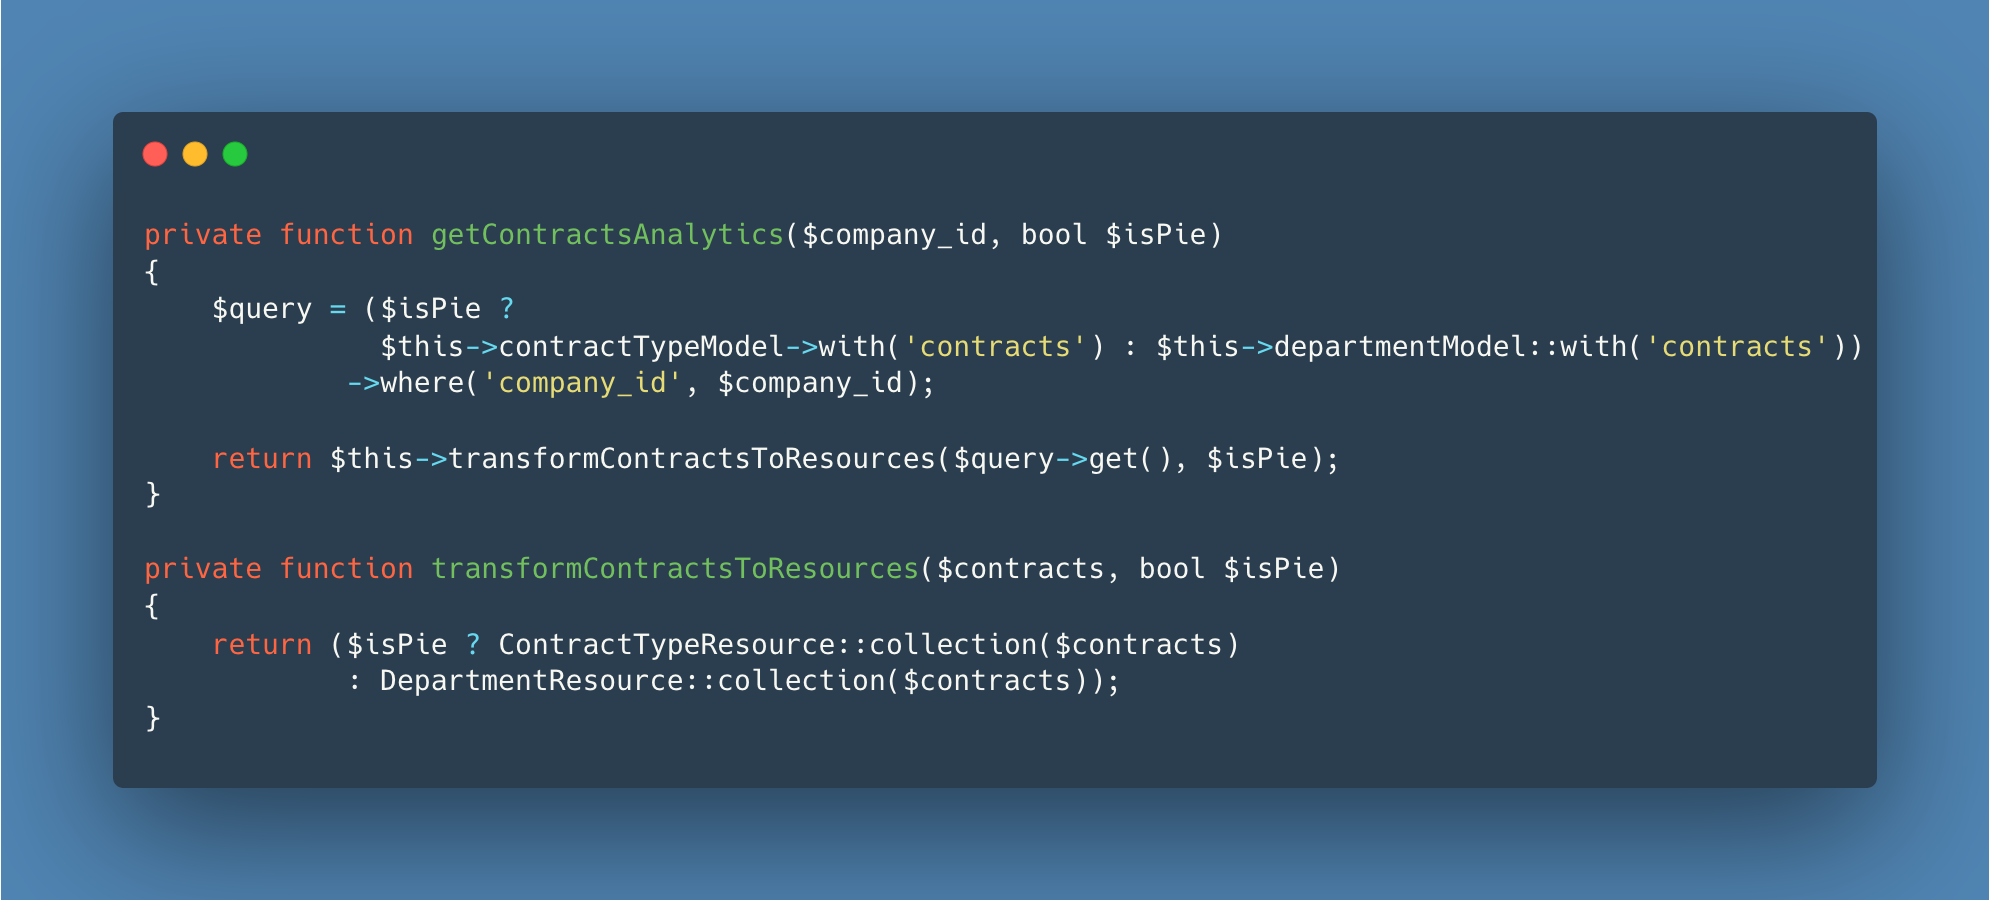 private function getContractsAnalytics($company_id, bool $isPie)
{
    $query = ($isPie ?
              $this->contractTypeModel->with('contracts') : $this->departmentModel::with('contracts'))
            ->where('company_id', $company_id);

    return $this->transformContractsToResources($query->get(), $isPie);
}

private function transformContractsToResources($contracts, bool $isPie)
{
    return ($isPie ? ContractTypeResource::collection($contracts)
            : DepartmentResource::collection($contracts));
}